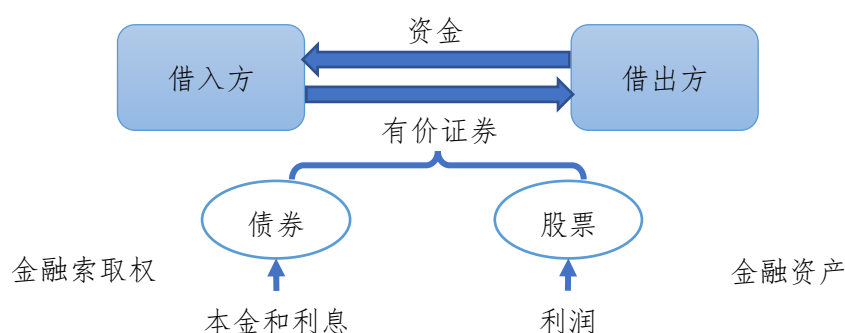 资金
借入方
借出方
有价证券
债券
股票
金融索取权
金融资产
本金和利息
利润